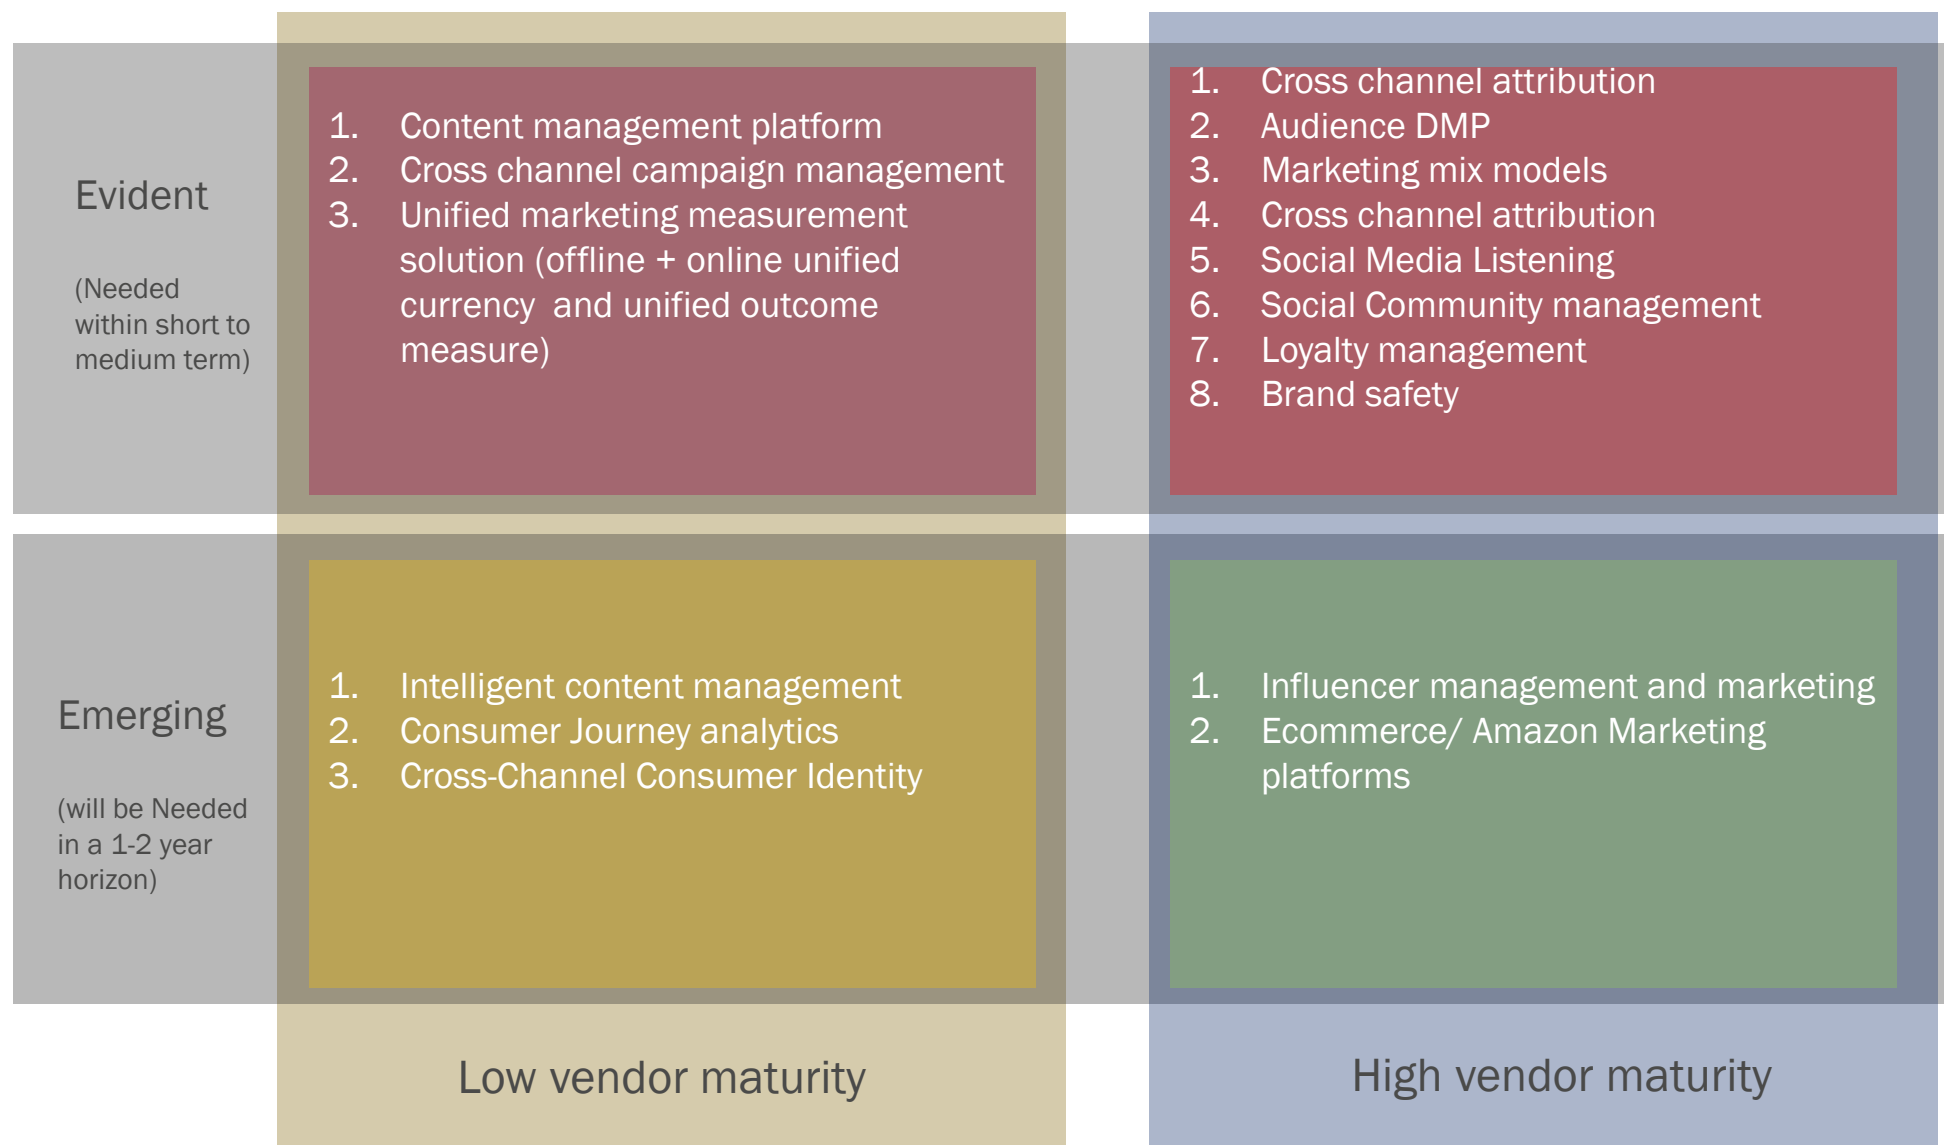 Evident
(Needed
within short to
medium term)
1. Content management platform
2. Cross channel campaign management
3. Unified marketing measurement
solution (offline + online unified
currency  and unified outcome
measure)
1. Cross channel attribution
2. Audience DMP
3. Marketing mix models
4. Cross channel attribution
5. Social Media Listening
6. Social Community management
7. Loyalty management
8. Brand safety
Emerging
(will be Needed
in a 1-2 year
horizon)
1. Intelligent content management
2. Consumer Journey analytics
3. Cross-Channel Consumer Identity
1. Influencer management and marketing
2. Ecommerce/ Amazon Marketing
platforms
Low vendor maturity
High vendor maturity